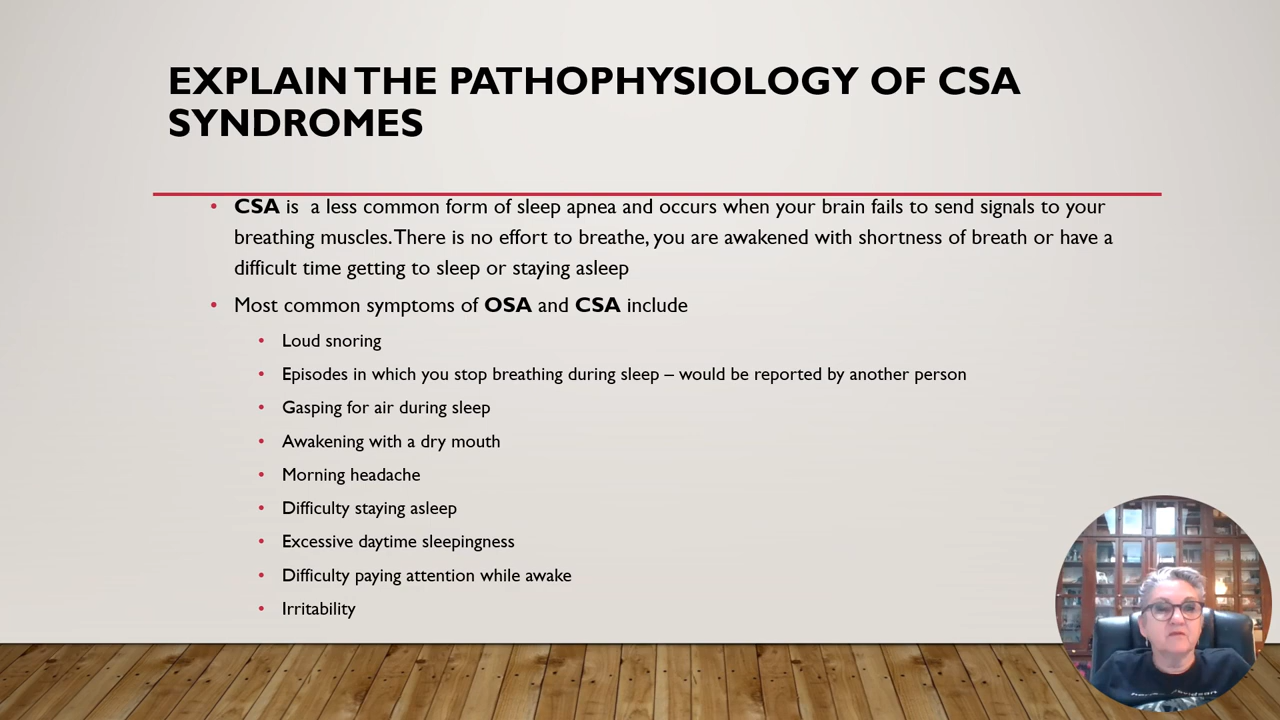 EXPLAIN THE PATHOPHYSIOLOGY OF CSA
SYNDROMES
• CSA is a less common form of sleep apnea and occurs when your brain fails to send signals to your
breathing muscles. There is no effort to breathe, you are awakened with shortness of breath or have a
difficult time getting to sleep or staying asleep
• Most common symptoms of OSA and CSA include
• Loud snoring
• Episodes in which you stop breathing during sleep – would be reported by another person
• Gasping for air during sleep
• Awakening with a dry mouth
• Morning headache
• Difficulty staying asleep
• Excessive daytime sleepingness
• Difficulty paying attention while awake
• Irritability